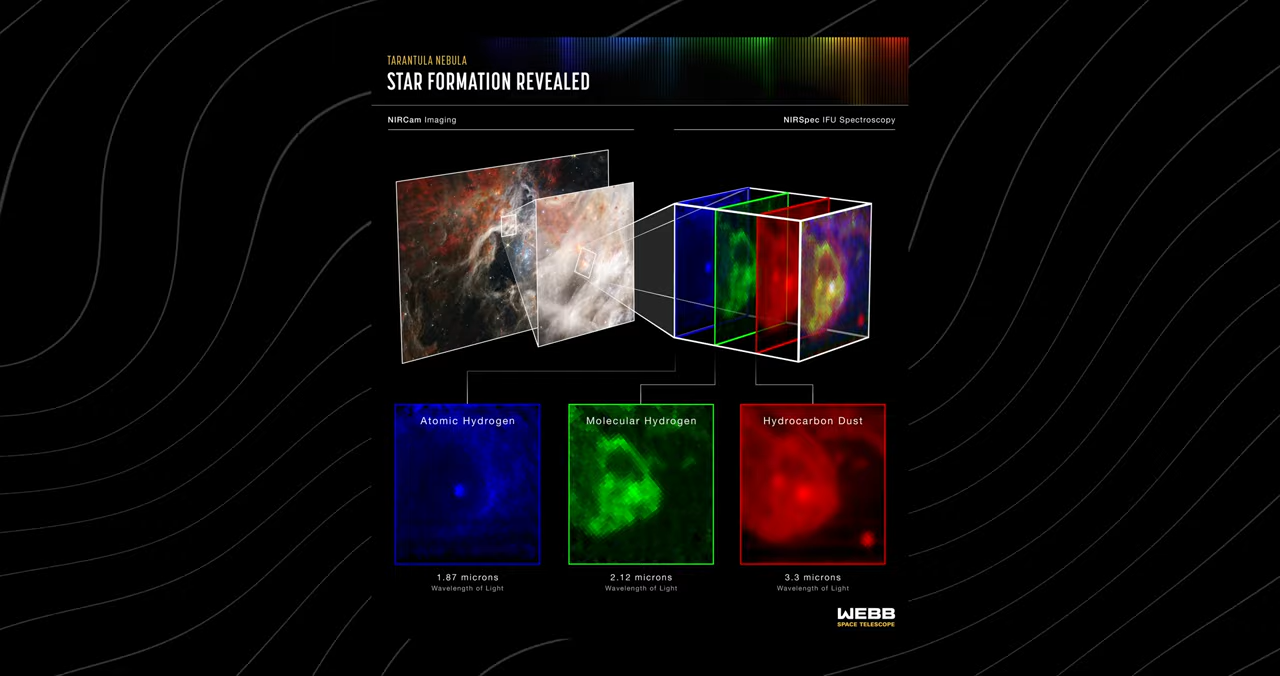 TARANTULA NEBULA
STAR FORMATION REVEALED
NIRCam Imaging
NIRSpec IFU Spectroscopy
Atomic Hydrogen
Molecular Hydrogen
Hydrocarbon Dust
1.87 microns
Wavelength of Light
2.12 microns
Wavelength of Light
3.3 microns
Wavelength of Light
WEBB
SPACE TELESCOPE